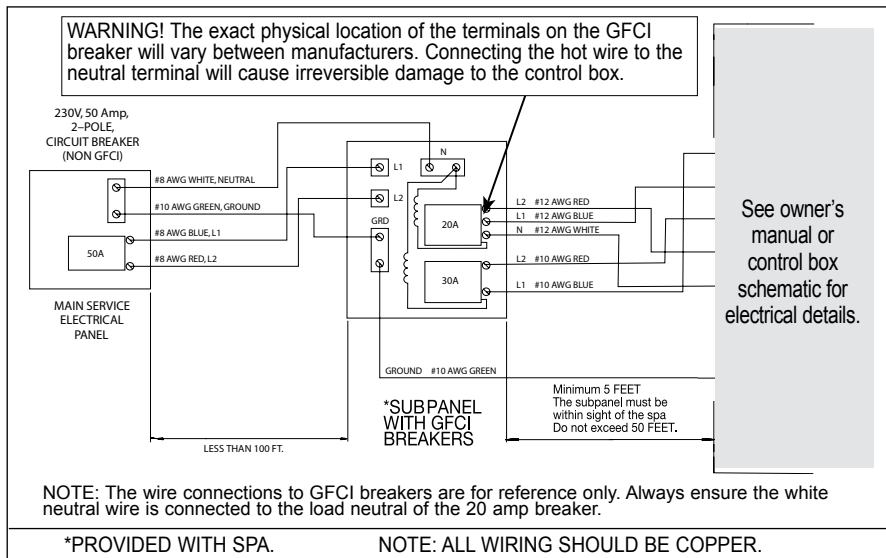 WARNING! The exact physical location of the terminals on the GFCI
breaker will vary between manufacturers. Connecting the hot wire to the
neutral terminal will cause irreversible damage to the control box.
230V, 50 Amp,
2–POLE,
CIRCUIT BREAKER
(NON GFCI)
#8 AWG WHITE, NEUTRAL
#10 AWG GREEN, GROUND
#8 AWG BLUE, L1
#8 AWG RED, L2
50A
MAIN SERVICE
ELECTRICAL
PANEL
LESS THAN 100 FT.
N
L1
L2
GRD
20A
30A
L2 #12 AWG RED
L1 #12 AWG BLUE
N #12 AWG WHITE
L2 #10 AWG RED
L1 #10 AWG BLUE
GROUND #10 AWG GREEN
*SUBPANEL
WITH GFCI
BREAKERS
Minimum 5 FEET
The subpanel must be
within sight of the spa
Do not exceed 50 FEET.
See owner’s
manual or
control box
schematic for
electrical details.
NOTE: The wire connections to GFCI breakers are for reference only. Always ensure the white
neutral wire is connected to the load neutral of the 20 amp breaker.
*PROVIDED WITH SPA. NOTE: ALL WIRING SHOULD BE COPPER.